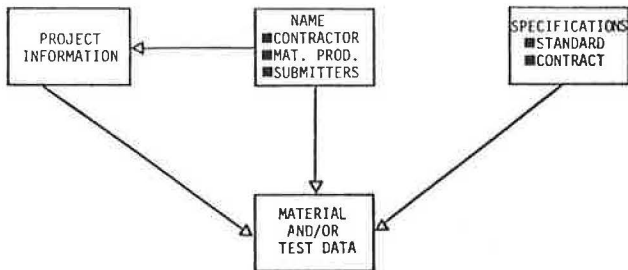 PROJECT
INFORMATION
NAME
■CONTRACTOR
■MAT. PROD.
■SUBMITTERS
SPECIFICATIONS
■STANDARD
■CONTRACT
MATERIAL
AND/OR
TEST DATA